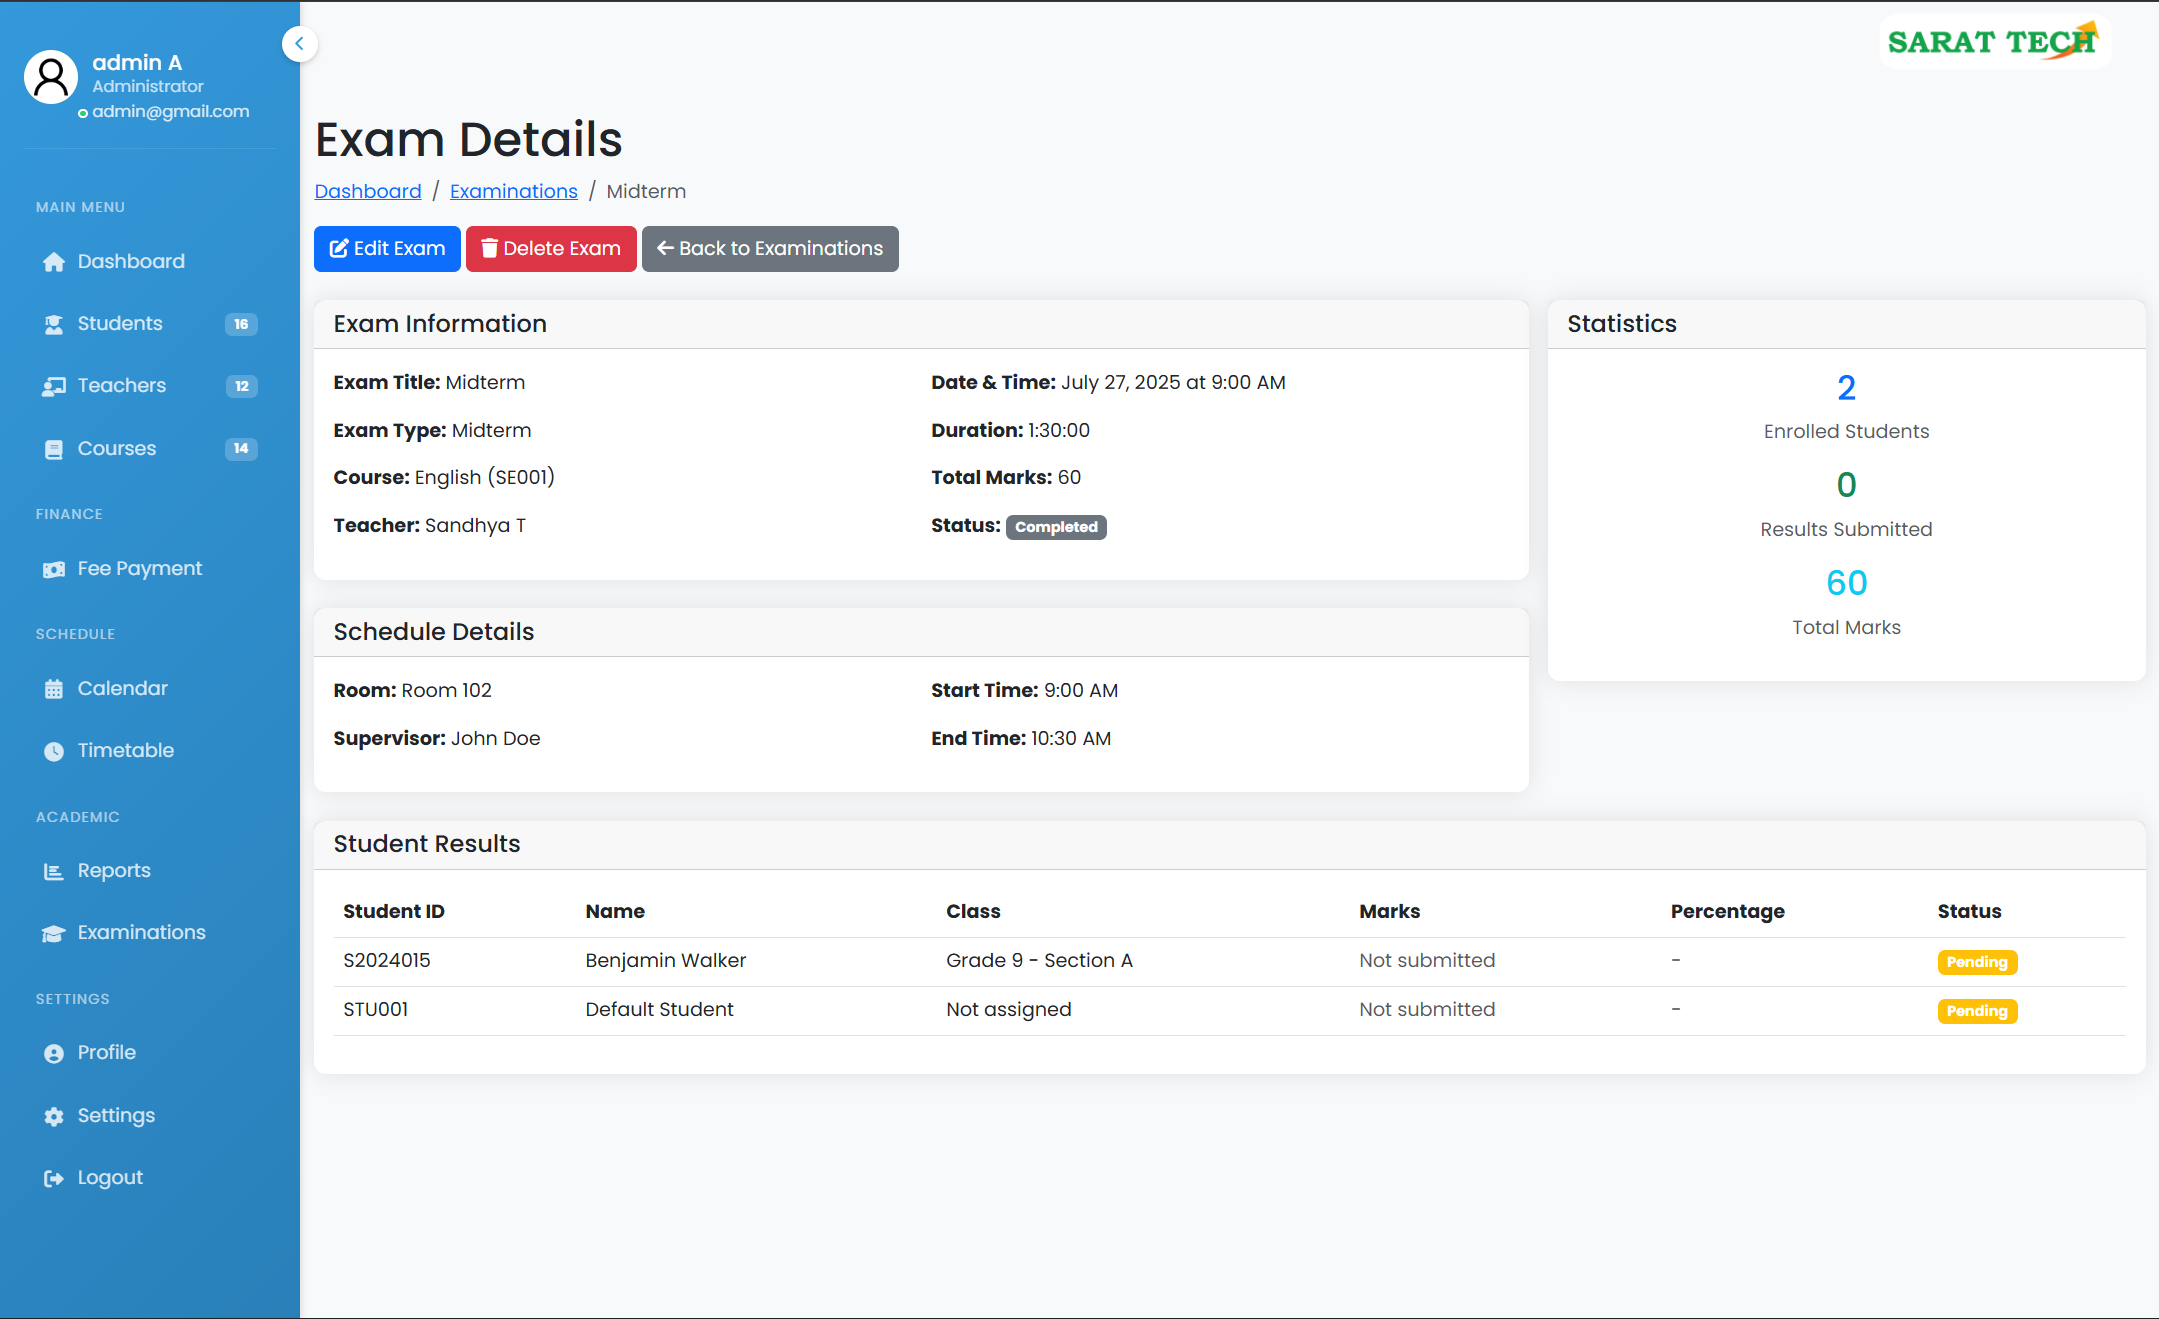 admin A
Administrator
admin@gmail.com
MAIN MENU
Dashboard
Students 16
Teachers 12
Courses 14
FINANCE
Fee Payment
SCHEDULE
Calendar
Timetable
ACADEMIC
Reports
Examinations
SETTINGS
Profile
Settings
Logout
SARAT TECH
Exam Details
Dashboard / Examinations / Midterm
Edit Exam Delete Exam Back to Examinations
Exam Information
Exam Title: Midterm
Exam Type: Midterm
Course: English (SE001)
Teacher: Sandhya T
Date & Time: July 27, 2025 at 9:00 AM
Duration: 1:30:00
Total Marks: 60
Status: Completed
Statistics
2
Enrolled Students
0
Results Submitted
60
Total Marks
Schedule Details
Room: Room 102
Supervisor: John Doe
Start Time: 9:00 AM
End Time: 10:30 AM
Student Results
Student ID Name Class Marks Percentage Status
S2024015 Benjamin Walker Grade 9 - Section A Not submitted - Pending
STU001 Default Student Not assigned Not submitted - Pending